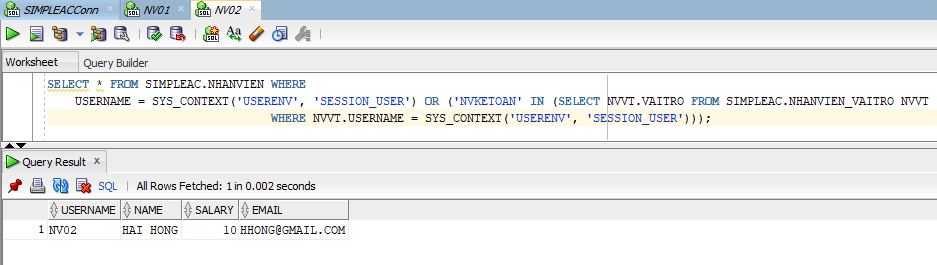 SIMPLEACConn NV01 NV02
Worksheet Query Builder
SELECT * FROM SIMPLEAC.NHANVIEN WHERE
USERNAME = SYS_CONTEXT('USERENV', 'SESSION_USER') OR ('NVKETOAN' IN (SELECT NVVT.VAITRO FROM SIMPLEAC.NHANVIEN_VAITRO NVVT
WHERE NVVT.USERNAME = SYS_CONTEXT('USERENV', 'SESSION_USER')));
Query Result x
SQL | All Rows Fetched: 1 in 0.002 seconds
USERNAME NAME SALARY EMAIL
1 NV02 HAI HONG 10 HHONG@GMAIL.COM